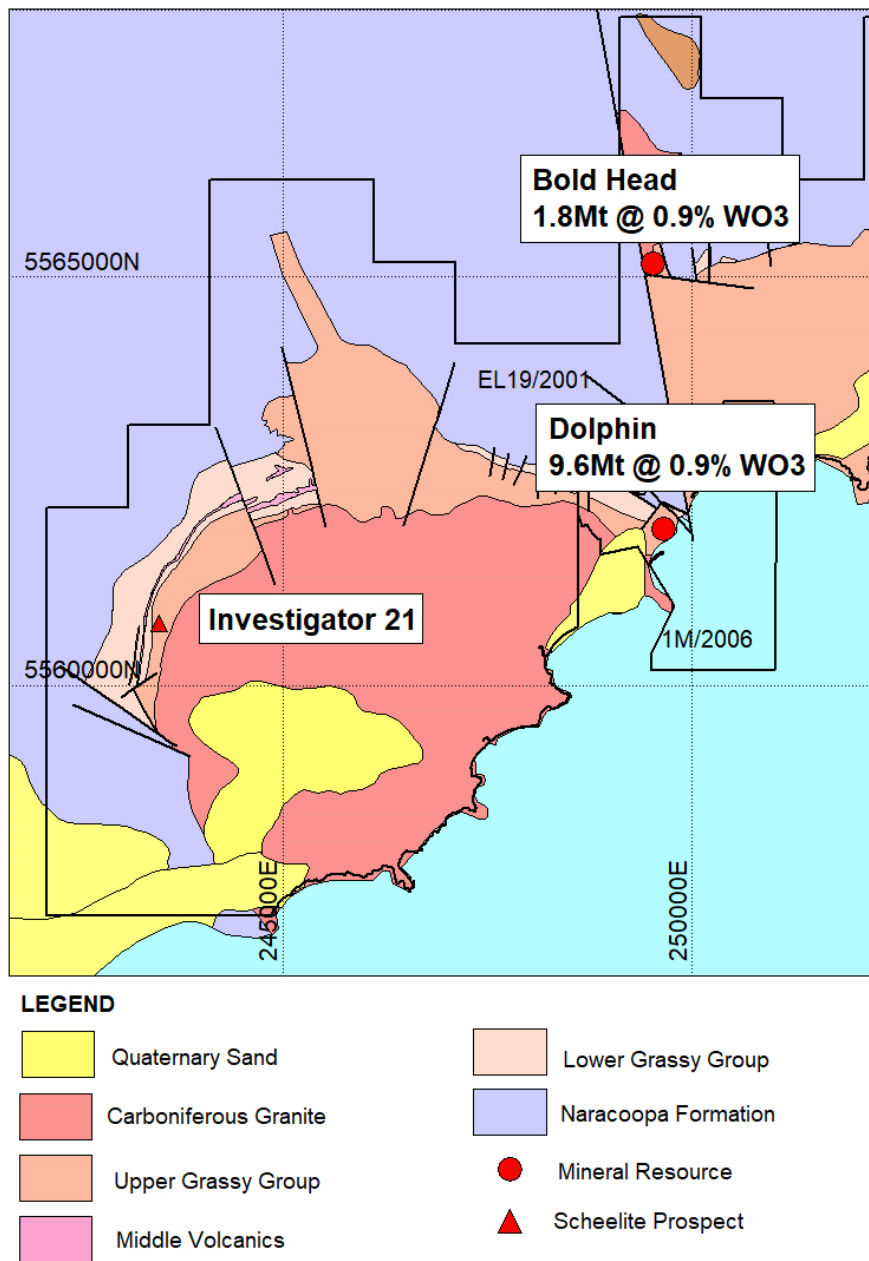 Bold Head
1.8Mt @ 0.9% WO3
5565000N
EL19/2001
Dolphin
9.6Mt @ 0.9% WO3
Investigator 21
1M/2006
5560000N
245000E
250000E
LEGEND
Quaternary Sand
Carboniferous Granite
Upper Grassy Group
Middle Volcanics
Lower Grassy Group
Naracoopa Formation
Mineral Resource
Scheelite Prospect